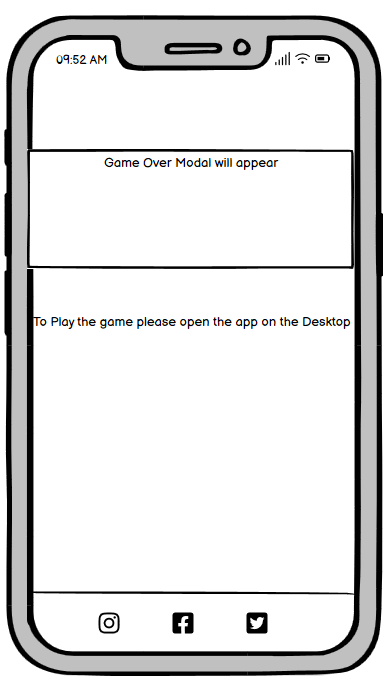 09:52 AM
Game Over Modal will appear
To Play the game please open the app on the Desktop